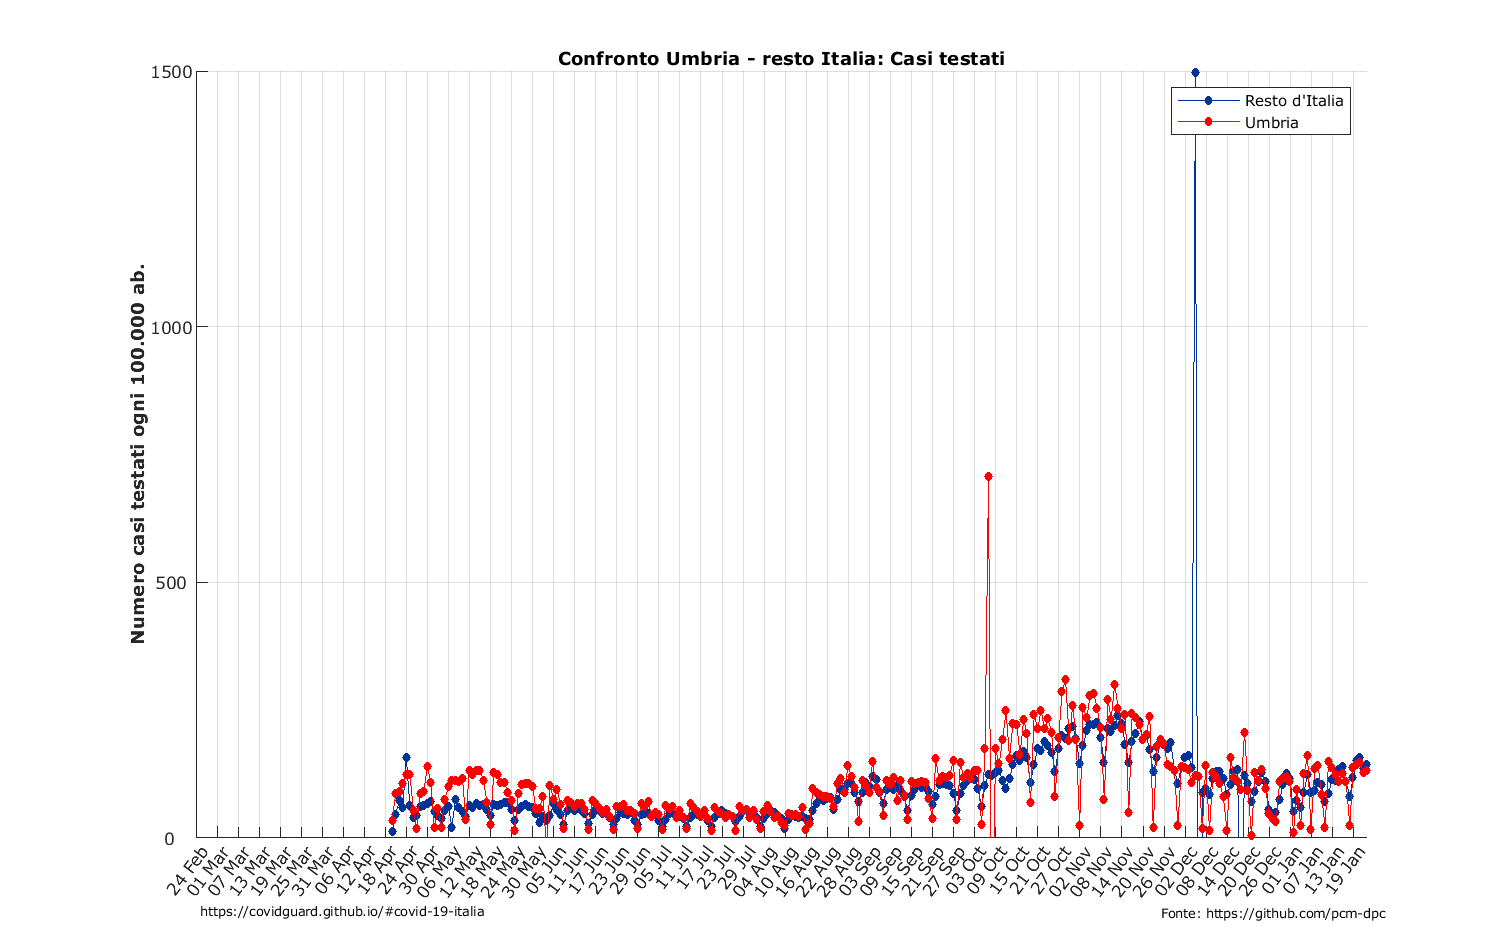 Confronto Umbria - resto Italia: Casi testati
1500
1000
500
0
Numero casi testati ogni 100.000 ab.
Resto d'Italia
Umbria
24 Feb
01 Mar
07 Mar
13 Mar
19 Mar
25 Mar
31 Mar
06 Apr
12 Apr
18 Apr
24 Apr
30 Apr
06 May
12 May
18 May
24 May
30 May
05 Jun
11 Jun
17 Jun
23 Jun
29 Jun
05 Jul
11 Jul
17 Jul
23 Jul
29 Jul
04 Aug
10 Aug
16 Aug
22 Aug
28 Aug
03 Sep
09 Sep
15 Sep
21 Sep
27 Sep
03 Oct
09 Oct
15 Oct
21 Oct
27 Oct
02 Nov
08 Nov
14 Nov
20 Nov
26 Nov
02 Dec
08 Dec
14 Dec
20 Dec
26 Dec
01 Jan
07 Jan
13 Jan
19 Jan
https://covidguard.github.io/#covid-19-italia
Fonte: https://github.com/pcm-dpc